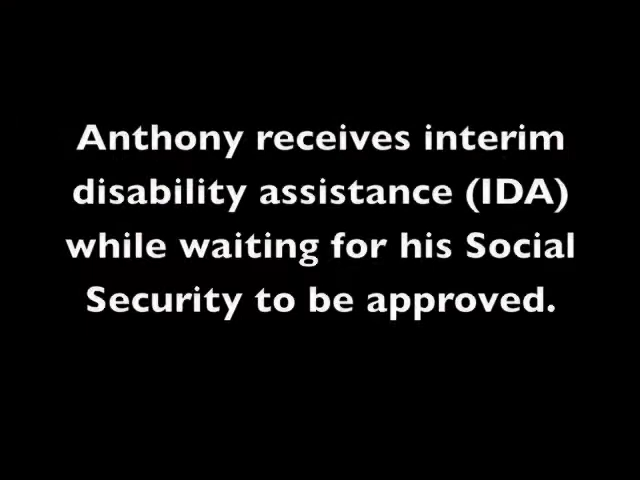 Anthony receives interim
disability assistance (IDA)
while waiting for his Social
Security to be approved.